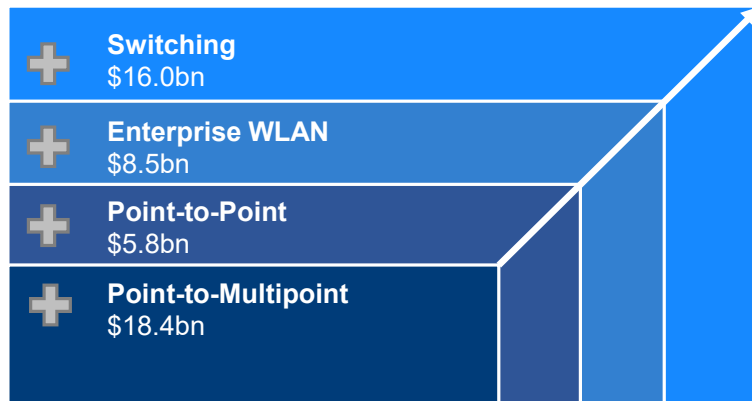 Switching
$16.0bn
Enterprise WLAN
$8.5bn
Point-to-Point
$5.8bn
Point-to-Multipoint
$18.4bn